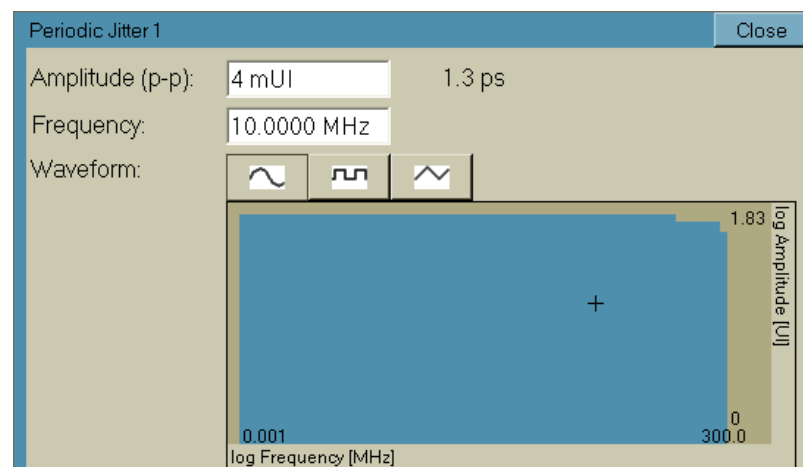 Periodic Jitter 1 Close
Amplitude (p-p): 4 mUI 1.3 ps
Frequency: 10.0000 MHz
Waveform:
1.83
log Amplitude [UI]
0
0.001 300.0
log Frequency [MHz]